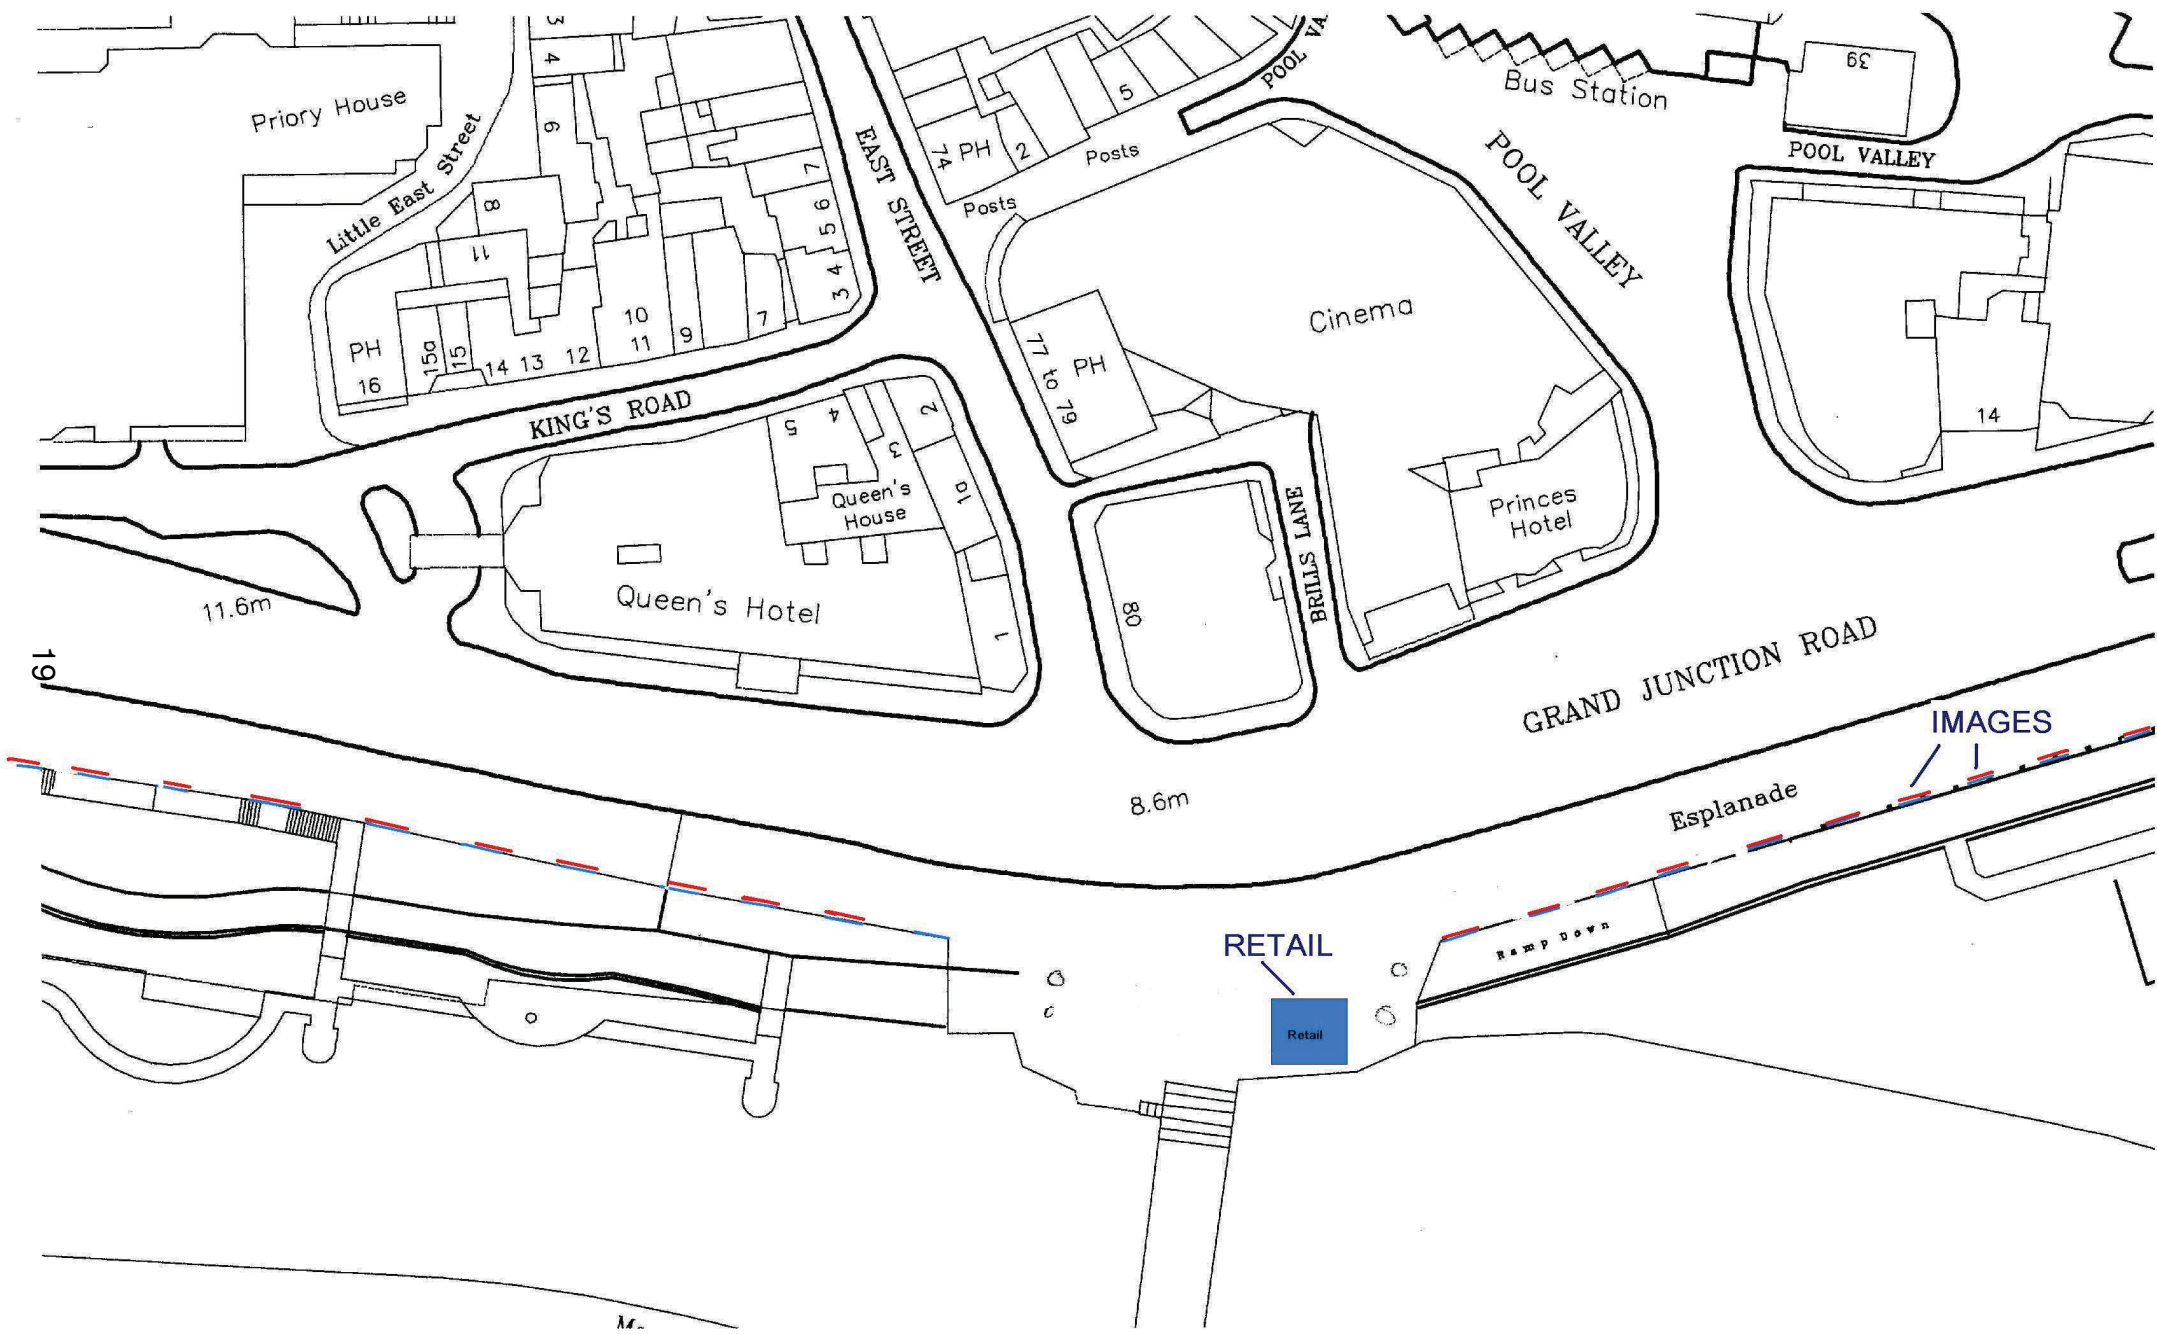 3
4
6
8
11
Priory House
Little East Street
PH
16
15a
15
14
13
12
10
11
9
7
3 4
5 6
7
EAST STREET
KING'S ROAD
74
PH
2
5
Posts
Posts
POOL VA
Bus Station
39
POOL VALLEY
POOL VALLEY
Cinema
77 to 79
PH
14
5
4
3
2
1a
1
Queen's
House
Queen's Hotel
80
BRILLS LANE
Princes
Hotel
11.6m
19
GRAND JUNCTION ROAD
IMAGES
Esplanade
8.6m
RETAIL
Retail
Ramp Down